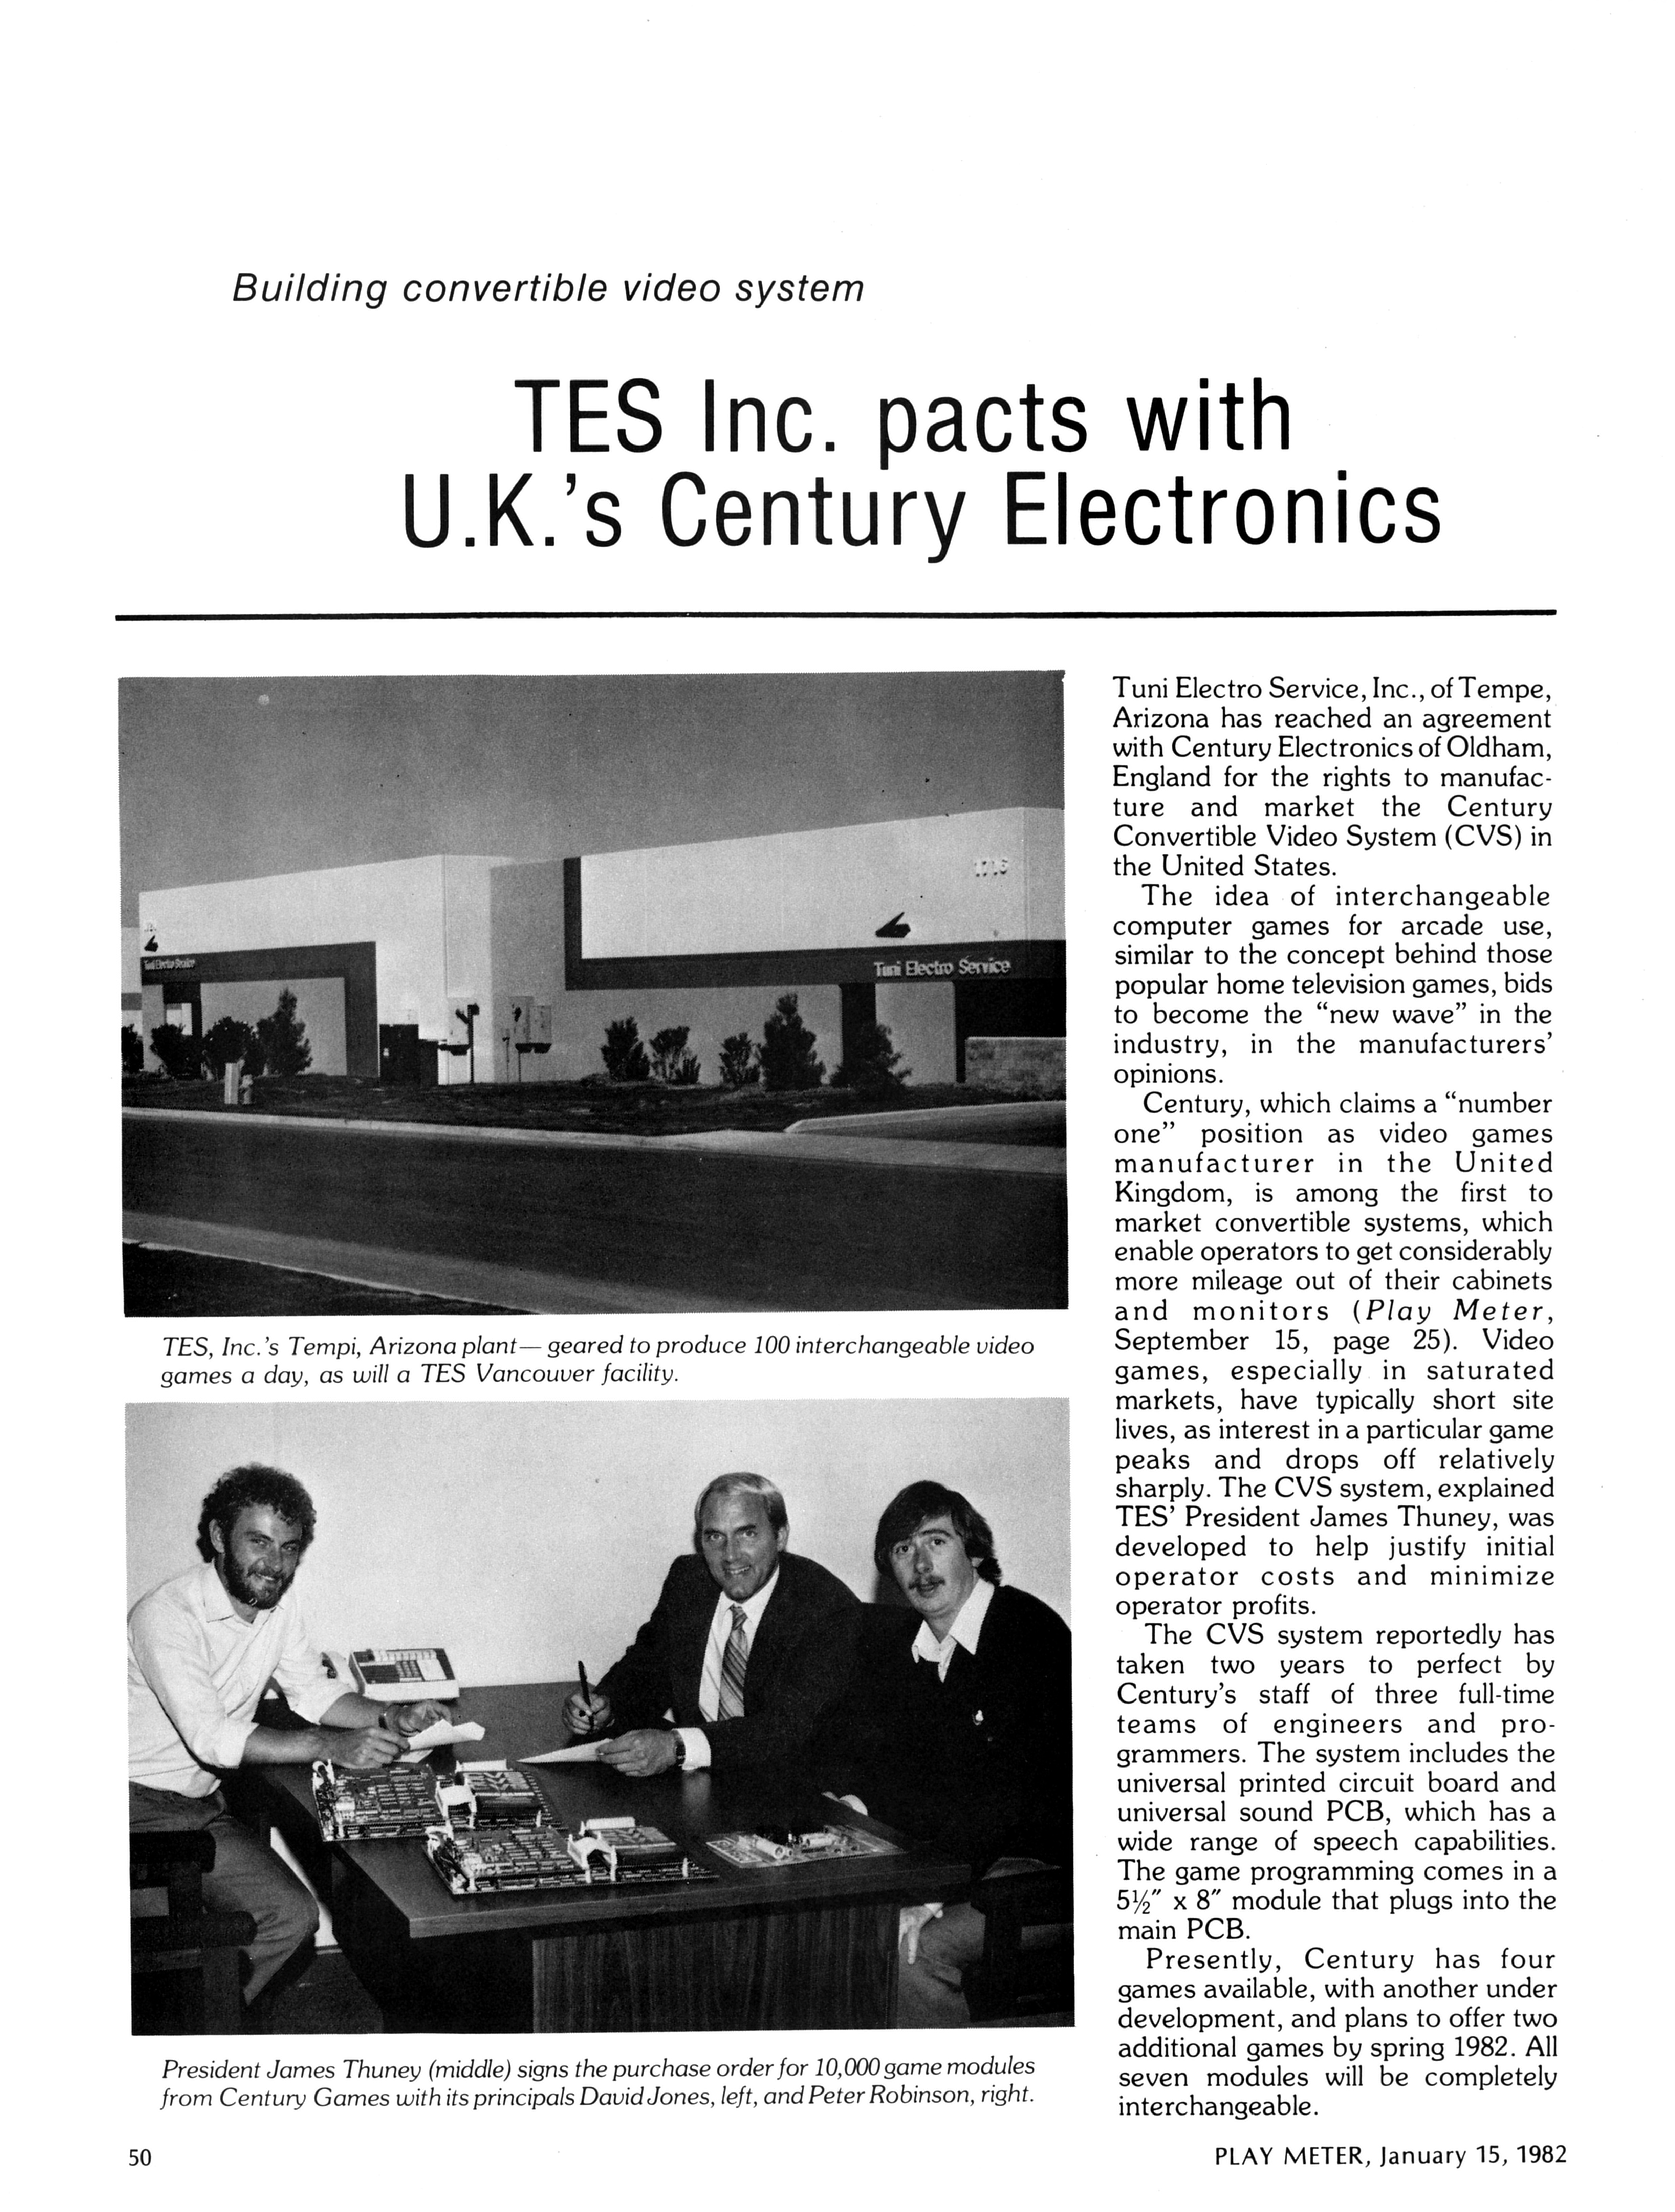 Building convertible video system
TES Inc. pacts with
U.K.'s Century Electronics
1716
Tuni Electro Service
Tuni Electro Service
TES, Inc.'s Tempi, Arizona plant— geared to produce 100 interchangeable video
games a day, as will a TES Vancouver facility.
President James Thuney (middle) signs the purchase order for 10,000 game modules
from Century Games with its principals David Jones, left, and Peter Robinson, right.
Tuni Electro Service, Inc., of Tempe,
Arizona has reached an agreement
with Century Electronics of Oldham,
England for the rights to manufac-
ture and market the Century
Convertible Video System (CVS) in
the United States.
The idea of interchangeable
computer games for arcade use,
similar to the concept behind those
popular home television games, bids
to become the “new wave” in the
industry, in the manufacturers’
opinions.
Century, which claims a “number
one” position as video games
manufacturer in the United
Kingdom, is among the first to
market convertible systems, which
enable operators to get considerably
more mileage out of their cabinets
and monitors (Play Meter,
September 15, page 25). Video
games, especially in saturated
markets, have typically short site
lives, as interest in a particular game
peaks and drops off relatively
sharply. The CVS system, explained
TES’ President James Thuney, was
developed to help justify initial
operator costs and minimize
operator profits.
The CVS system reportedly has
taken two years to perfect by
Century’s staff of three full-time
teams of engineers and pro-
grammers. The system includes the
universal printed circuit board and
universal sound PCB, which has a
wide range of speech capabilities.
The game programming comes in a
5½″ x 8″ module that plugs into the
main PCB.
Presently, Century has four
games available, with another under
development, and plans to offer two
additional games by spring 1982. All
seven modules will be completely
interchangeable.
50
PLAY METER, January 15, 1982